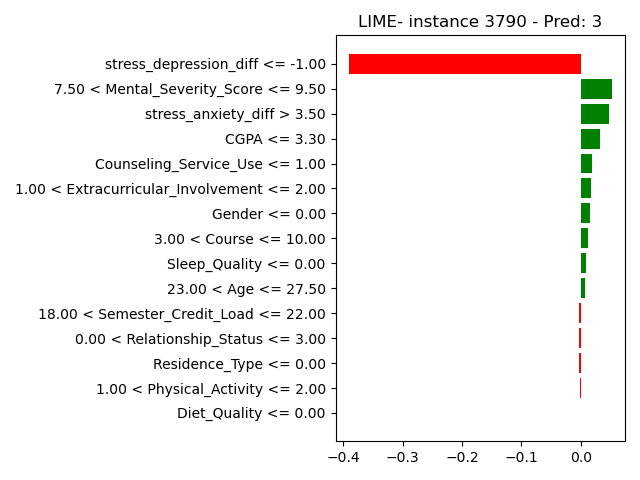 LIME- instance 3790 - Pred: 3
stress_depression_diff <= -1.00
7.50 < Mental_Severity_Score <= 9.50
stress_anxiety_diff > 3.50
CGPA <= 3.30
Counseling_Service_Use <= 1.00
1.00 < Extracurricular_Involvement <= 2.00
Gender <= 0.00
3.00 < Course <= 10.00
Sleep_Quality <= 0.00
23.00 < Age <= 27.50
18.00 < Semester_Credit_Load <= 22.00
0.00 < Relationship_Status <= 3.00
Residence_Type <= 0.00
1.00 < Physical_Activity <= 2.00
Diet_Quality <= 0.00
−0.4 −0.3 −0.2 −0.1 0.0